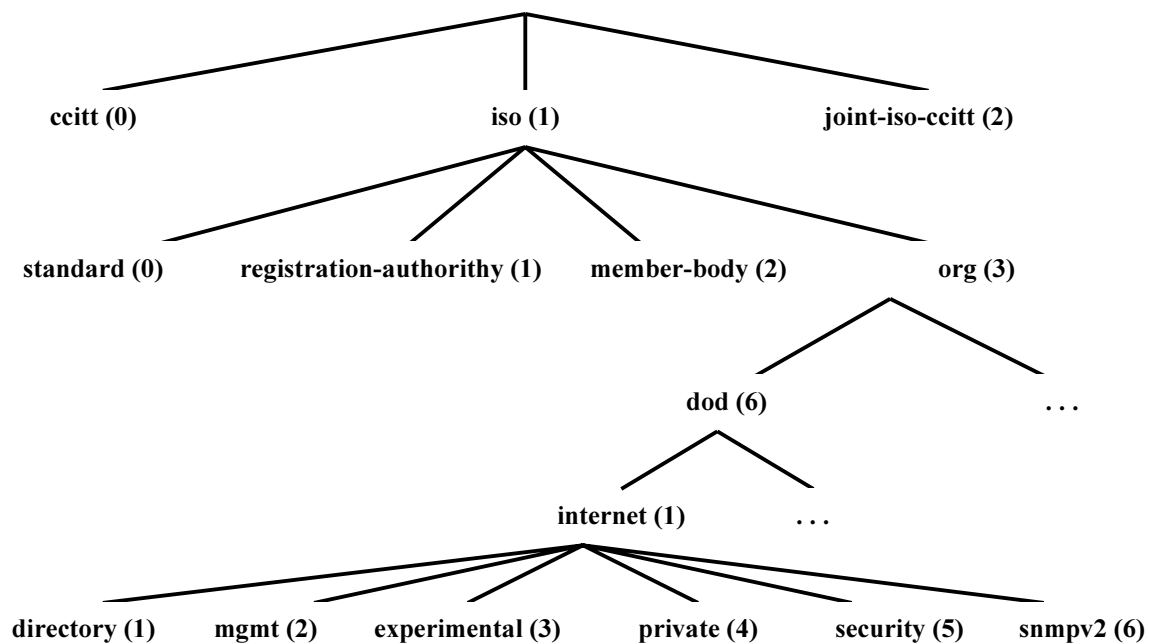 ccitt (0) iso (1) joint-iso-ccitt (2)
standard (0) registration-authorithy (1) member-body (2) org (3)
dod (6) . . .
internet (1) . . .
directory (1) mgmt (2) experimental (3) private (4) security (5) snmpv2 (6)